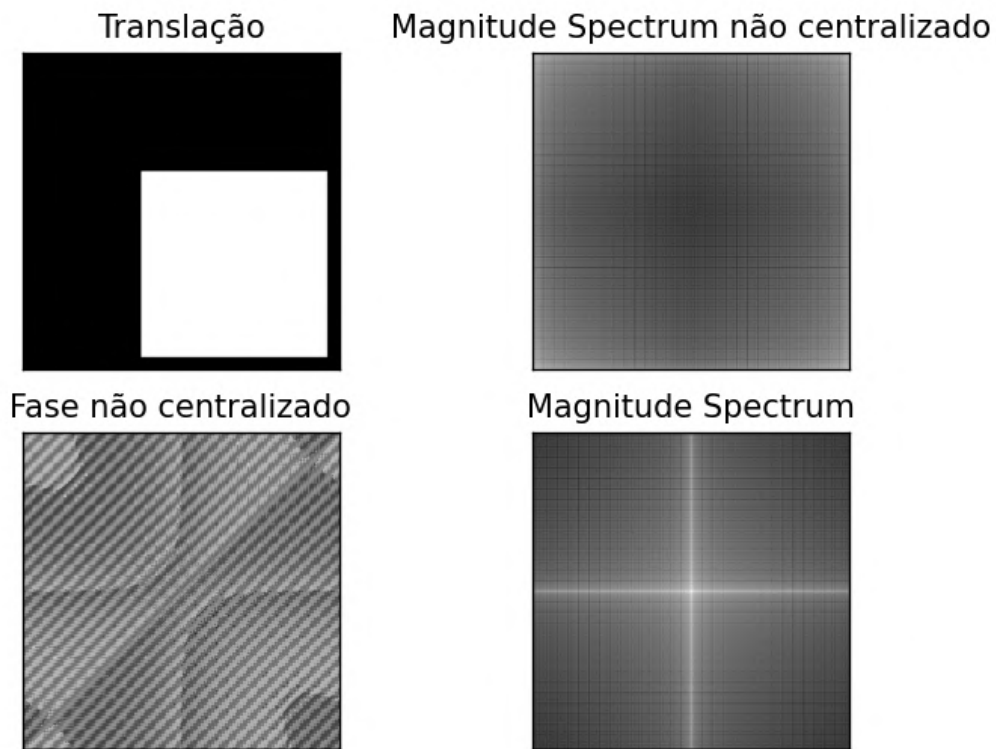 Translação
Magnitude Spectrum não centralizado
Fase não centralizado
Magnitude Spectrum